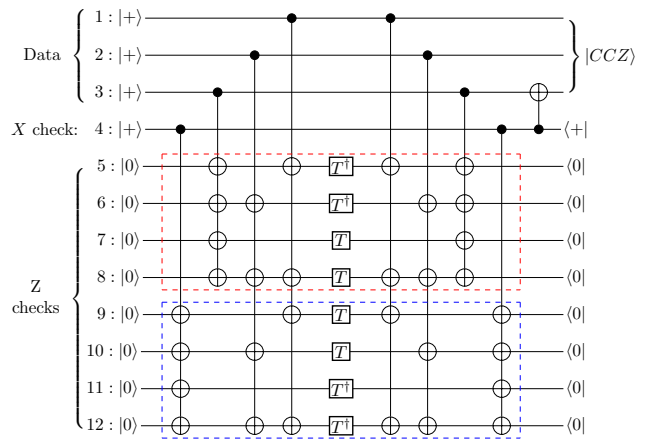 1 : |+⟩
Data 2 : |+⟩ |CCZ⟩
3 : |+⟩
X check: 4 : |+⟩ ⟨+|
5 : |0⟩ T† ⟨0|
6 : |0⟩ T† ⟨0|
7 : |0⟩ T ⟨0|
8 : |0⟩ T ⟨0|
Z
checks
9 : |0⟩ T ⟨0|
10 : |0⟩ T ⟨0|
11 : |0⟩ T† ⟨0|
12 : |0⟩ T† ⟨0|